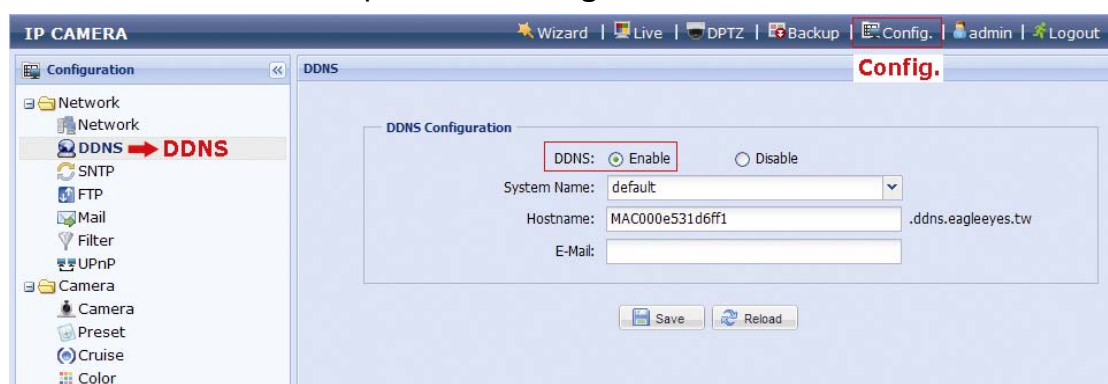 IP CAMERA
Wizard | Live | DPTZ | Backup | Config. | admin | Logout
Config.
Configuration
DDNS
Network
Network
DDNS DDNS
SNTP
FTP
Mail
Filter
UPnP
Camera
Camera
Preset
Cruise
Color
DDNS Configuration
DDNS: Enable Disable
System Name: default
Hostname: MAC000e531d6ff1 .ddns.eagleeyes.tw
E-Mail:
Save Reload